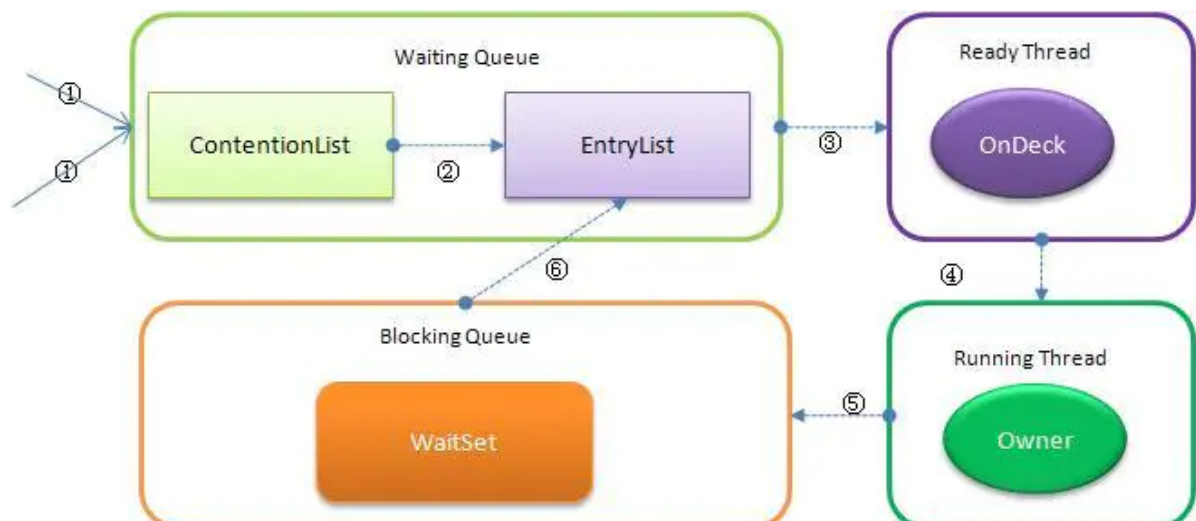 Waiting Queue
Ready Thread
①
ContentionList
EntryList
③
OnDeck
①
②
⑥
④
Blocking Queue
Running Thread
⑤
WaitSet
Owner